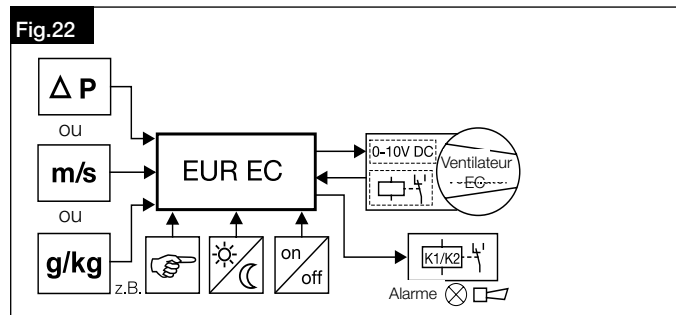 Fig.22
Δ P
ou
m/s
ou
g/kg
EUR EC
0-10V DC
Ventilateur
EC
z.B.
on
off
K1/K2
Alarme